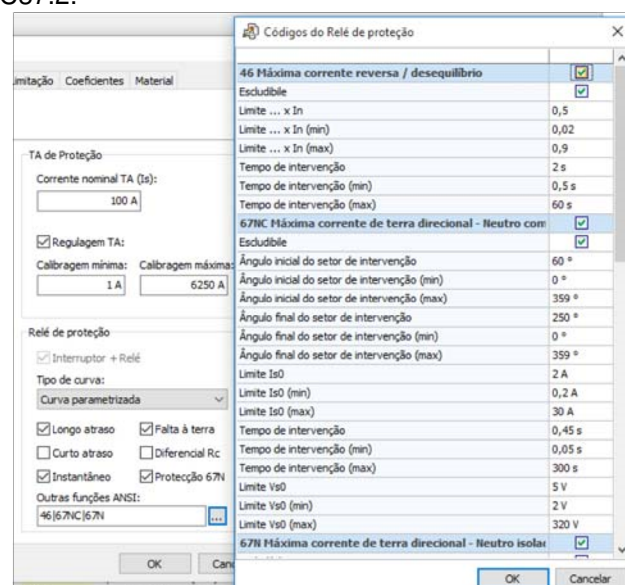 C37.2.
Códigos do Relé de proteção
Limitação Coeficientes Material
TA de Proteção
Corrente nominal TA (Is):
100 A
Regulagem TA:
Calibragem mínima: Calibragem máxima:
1 A 6250 A
Relé de proteção
Interruptor + Relé
Tipo de curva:
Curva parametrizada
Longo atraso Falta à terra
Curto atraso Diferencial Rc
Instantâneo Protecção 67N
Outras funções ANSI:
46|67NC|67N
...
OK
46 Máxima corrente reversa / desequilíbrio
Escludibile
Limite ... x In 0,5
Limite ... x In (min) 0,02
Limite ... x In (max) 0,9
Tempo de intervenção 2 s
Tempo de intervenção (min) 0,5 s
Tempo de intervenção (max) 60 s
67NC Máxima corrente de terra direcional - Neutro com
Escludibile
Ângulo inicial do setor de intervenção 60 °
Ângulo inicial do setor de intervenção (min) 0 °
Ângulo inicial do setor de intervenção (max) 359 °
Ângulo final do setor de intervenção 250 °
Ângulo final do setor de intervenção (min) 0 °
Ângulo final do setor de intervenção (max) 359 °
Limite Is0 2 A
Limite Is0 (min) 0,2 A
Limite Is0 (max) 30 A
Tempo de intervenção 0,45 s
Tempo de intervenção (min) 0,05 s
Tempo de intervenção (max) 300 s
Limite Vs0 5 V
Limite Vs0 (min) 2 V
Limite Vs0 (max) 320 V
67N Máxima corrente de terra direcional - Neutro isola
OK Cancelar